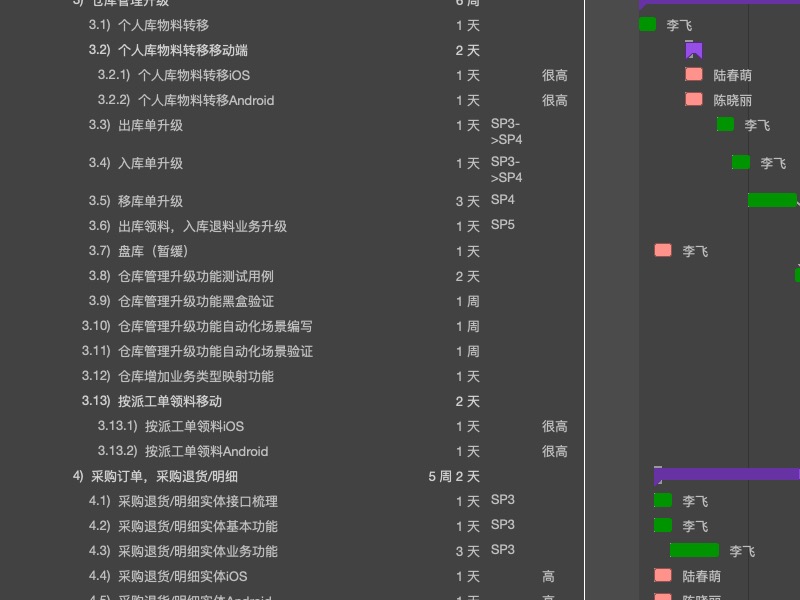 3) 仓库管理升级 6 周
3.1) 个人库物料转移 1 天 李飞
3.2) 个人库物料转移移动端 2 天
3.2.1) 个人库物料转移iOS 1 天 很高 陆春萌
3.2.2) 个人库物料转移Android 1 天 很高 陈晓丽
3.3) 出库单升级 1 天 SP3- 李飞
>SP4
3.4) 入库单升级 1 天 SP3- 李飞
>SP4
3.5) 移库单升级 3 天 SP4
3.6) 出库领料，入库退料业务升级 1 天 SP5
3.7) 盘库（暂缓） 1 天 李飞
3.8) 仓库管理升级功能测试用例 2 天
3.9) 仓库管理升级功能黑盒验证 1 周
3.10) 仓库管理升级功能自动化场景编写 1 周
3.11) 仓库管理升级功能自动化场景验证 1 周
3.12) 仓库增加业务类型映射功能 1 天
3.13) 按派工单领料移动 2 天
3.13.1) 按派工单领料iOS 1 天 很高
3.13.2) 按派工单领料Android 1 天 很高
4) 采购订单，采购退货/明细 5 周 2 天
4.1) 采购退货/明细实体接口梳理 1 天 SP3 李飞
4.2) 采购退货/明细实体基本功能 1 天 SP3 李飞
4.3) 采购退货/明细实体业务功能 3 天 SP3 李飞
4.4) 采购退货/明细实体iOS 1 天 高 陆春萌
4.5) 采购退货/明细实体Android 1 天 高 陈晓丽